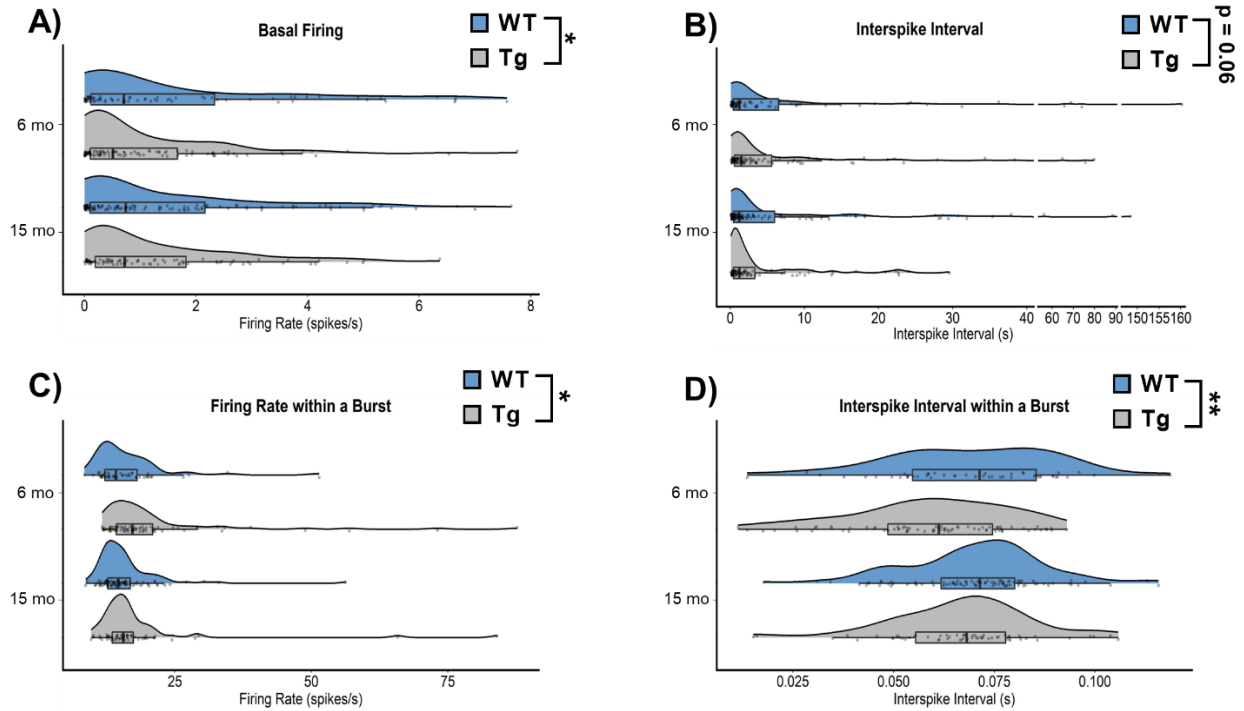 A)
Basal Firing
WT
Tg
*
6 mo
15 mo
0 2 4 6 8
Firing Rate (spikes/s)
B)
Interspike Interval
WT
Tg
p = 0.06
6 mo
15 mo
0 10 20 30 40 60 70 80 90 150 155 160
Interspike Interval (s)
C)
Firing Rate within a Burst
WT
Tg
*
6 mo
15 mo
25 50 75
Firing Rate (spikes/s)
D)
Interspike Interval within a Burst
WT
Tg
**
6 mo
15 mo
0.025 0.050 0.075 0.100
Interspike Interval (s)